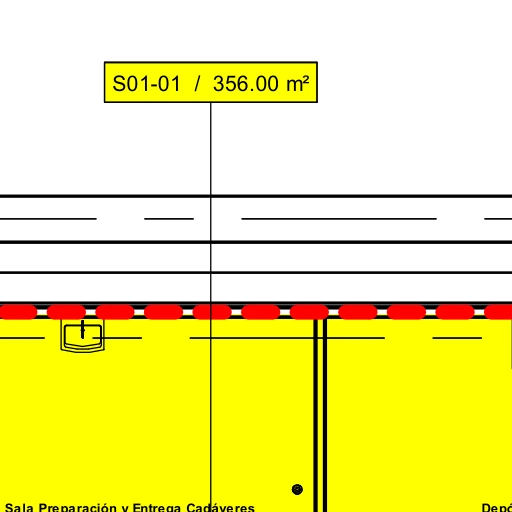 S01-01 / 356.00 m²
Sala Preparación y Entrega Cadáveres